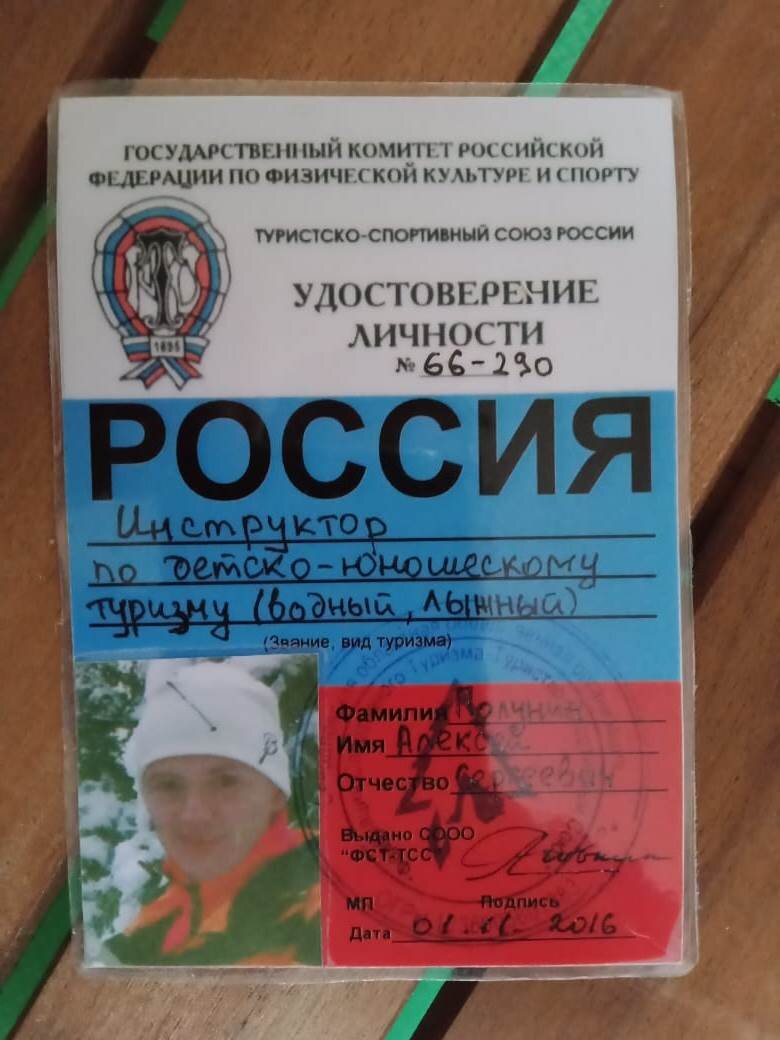 ГОСУДАРСТВЕННЫЙ КОМИТЕТ РОССИЙСКОЙ
ФЕДЕРАЦИИ ПО ФИЗИЧЕСКОЙ КУЛЬТУРЕ И СПОРТУ
ТУРИСТСКО-СПОРТИВНЫЙ СОЮЗ РОССИИ
1895
УДОСТОВЕРЕНИЕ
ЛИЧНОСТИ
№ 66-290
РОССИЯ
Инструктор
по детско-юношескому
туризму (водный, лыжный)
(Звание, вид туризма)
Фамилия Полунин
Имя Алексей
Отчество Сергеевич
Выдано СООО
"ФСТ-ТСС"
МП Подпись
Дата 01.11.2016